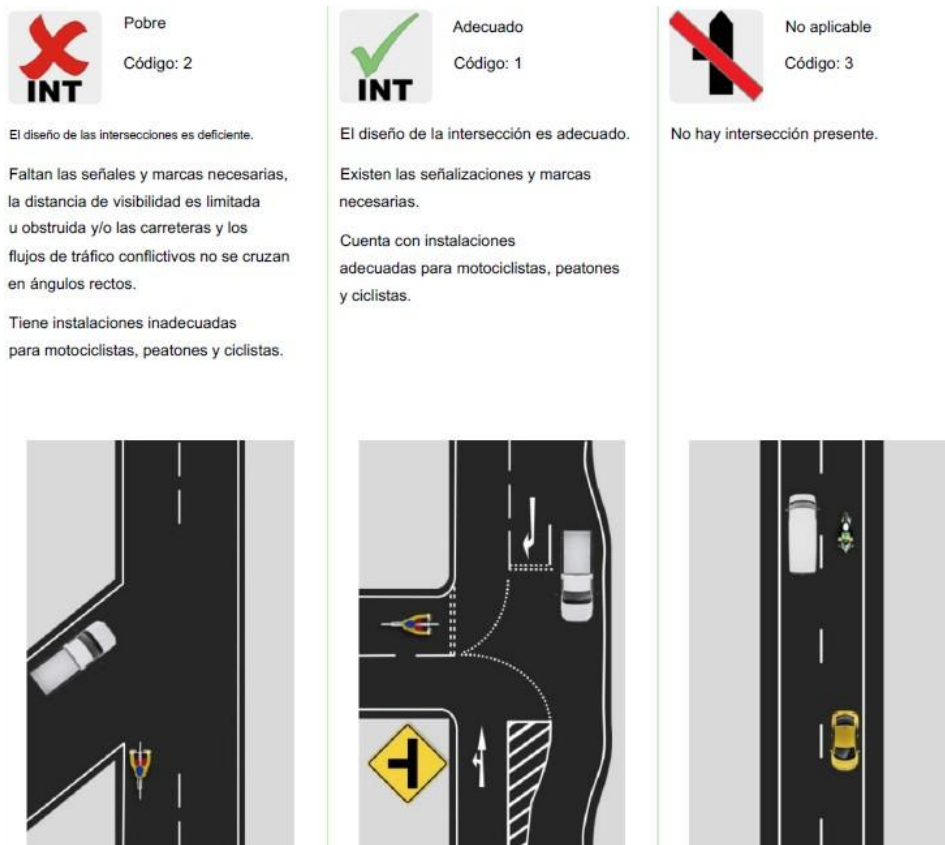 Pobre
Código: 2
INT
El diseño de las intersecciones es deficiente.
Faltan las señales y marcas necesarias,
la distancia de visibilidad es limitada
u obstruida y/o las carreteras y los
flujos de tráfico conflictivos no se cruzan
en ángulos rectos.
Tiene instalaciones inadecuadas
para motociclistas, peatones y ciclistas.
Adecuado
Código: 1
INT
El diseño de la intersección es adecuado.
Existen las señalizaciones y marcas
necesarias.
Cuenta con instalaciones
adecuadas para motociclistas, peatones
y ciclistas.
No aplicable
Código: 3
No hay intersección presente.